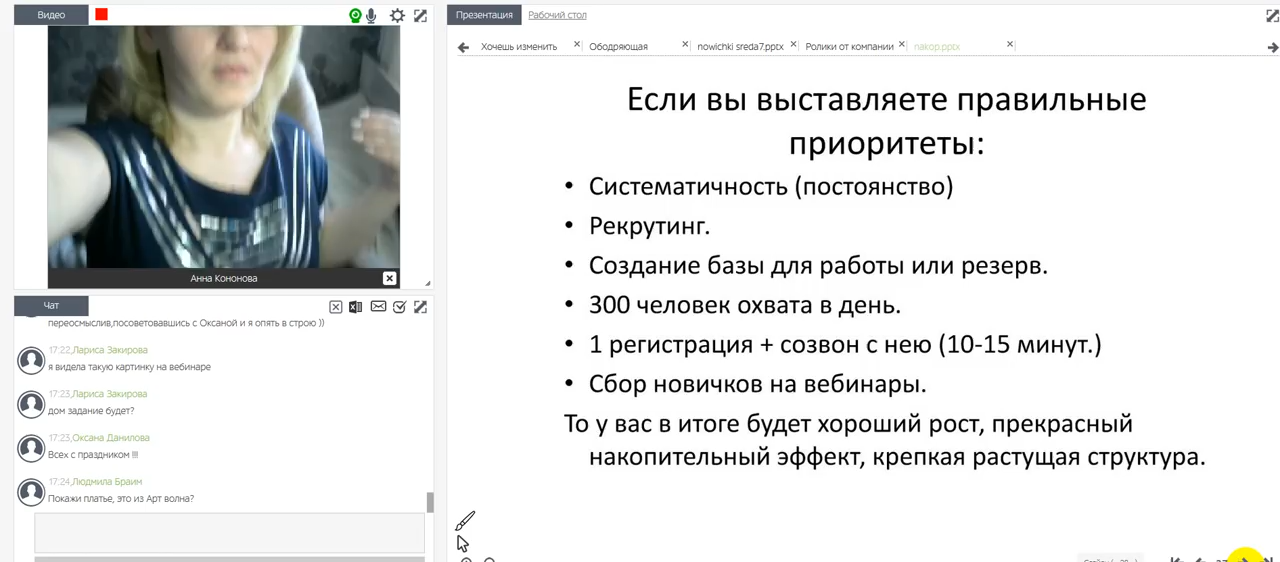 Видео
Анна Кононова
Чат
переосмыслив,посоветовавшись с Оксаной и я опять в строю ))
17:22,Лариса Закирова
я видела такую картинку на вебинаре
17:23,Лариса Закирова
дом задание будет?
17:23,Оксана Данилова
Всех с праздником !!!
17:24,Людмила Браим
Покажи платье, это из Арт волна?
Презентация Рабочий стол
Хочешь изменить Ободряющая nowichki sreda7.pptx Ролики от компании nakop.pptx
Если вы выставляете правильные
приоритеты:
• Систематичность (постоянство)
• Рекрутинг.
• Создание базы для работы или резерв.
• 300 человек охвата в день.
• 1 регистрация + созвон с нею (10-15 минут.)
• Сбор новичков на вебинары.
То у вас в итоге будет хороший рост, прекрасный
накопительный эффект, крепкая растущая структура.